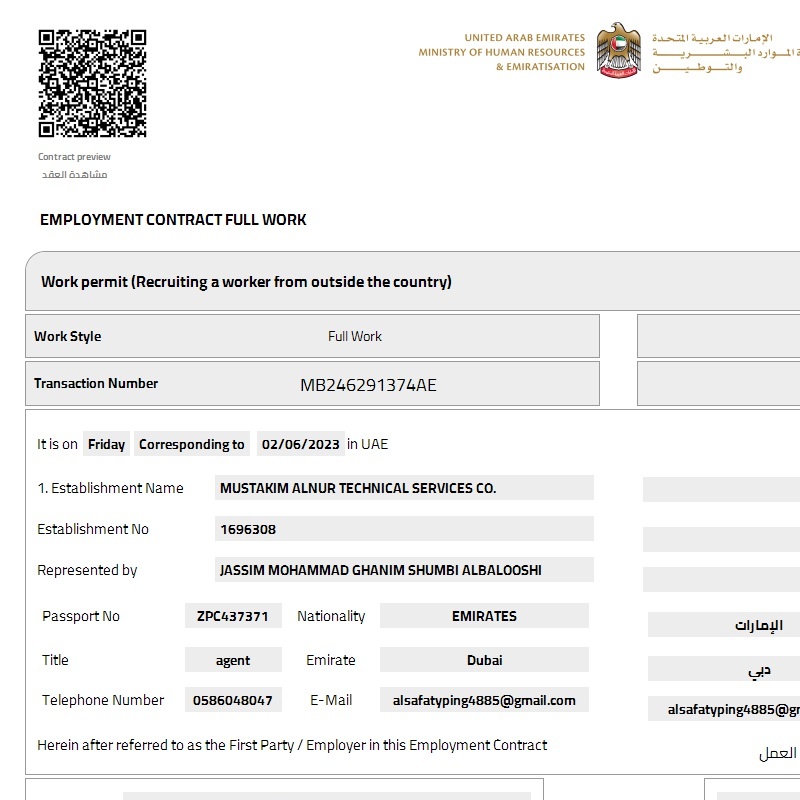 UNITED ARAB EMIRATES
MINISTRY OF HUMAN RESOURCES
& EMIRATISATION
الإمارات العربية المتحدة
الموارد البشرية
والتوطين
Contract preview
مشاهدة العقد
EMPLOYMENT CONTRACT FULL WORK
Work permit (Recruiting a worker from outside the country)
Work Style Full Work
Transaction Number MB246291374AE
It is on Friday Corresponding to 02/06/2023 in UAE
1. Establishment Name MUSTAKIM ALNUR TECHNICAL SERVICES CO.
Establishment No 1696308
Represented by JASSIM MOHAMMAD GHANIM SHUMBI ALBALOOSHI
Passport No ZPC437371 Nationality EMIRATES الإمارات
Title agent Emirate Dubai دبي
Telephone Number 0586048047 E-Mail alsafatyping4885@gmail.com alsafatyping4885@gr
Herein after referred to as the First Party / Employer in this Employment Contract
العمل